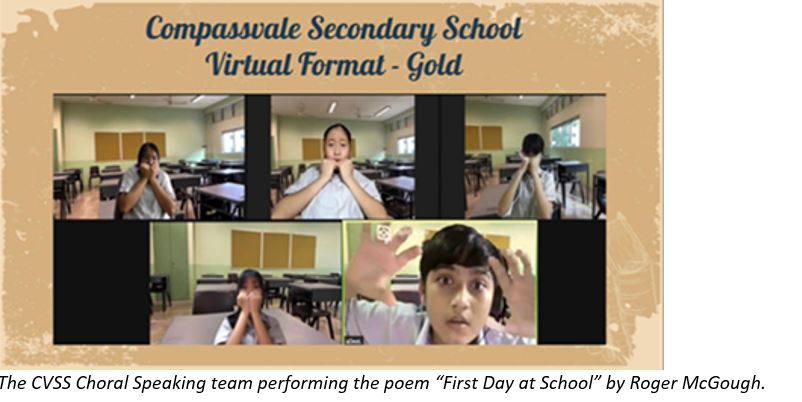 Compassvale Secondary School
Virtual Format - Gold
The CVSS Choral Speaking team performing the poem “First Day at School” by Roger McGough.